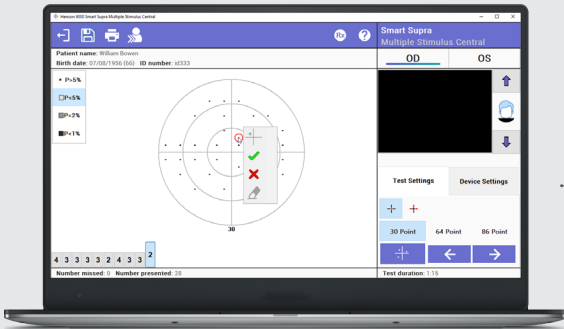 Henson 9000 Smart Supra Multiple Stimulus Central
Rx ?
Smart Supra
Multiple Stimulus Central
Patient name: William Bowen
Birth date: 07/08/1956 (66) ID number: id333
OD OS
P>5%
P<5%
P<2%
P<1%
30
Test Settings Device Settings
30 Point 64 Point 86 Point
4 3 3 3 3 2 4 3 3 2
Number missed: 0 Number presented: 28
Test duration: 1:15